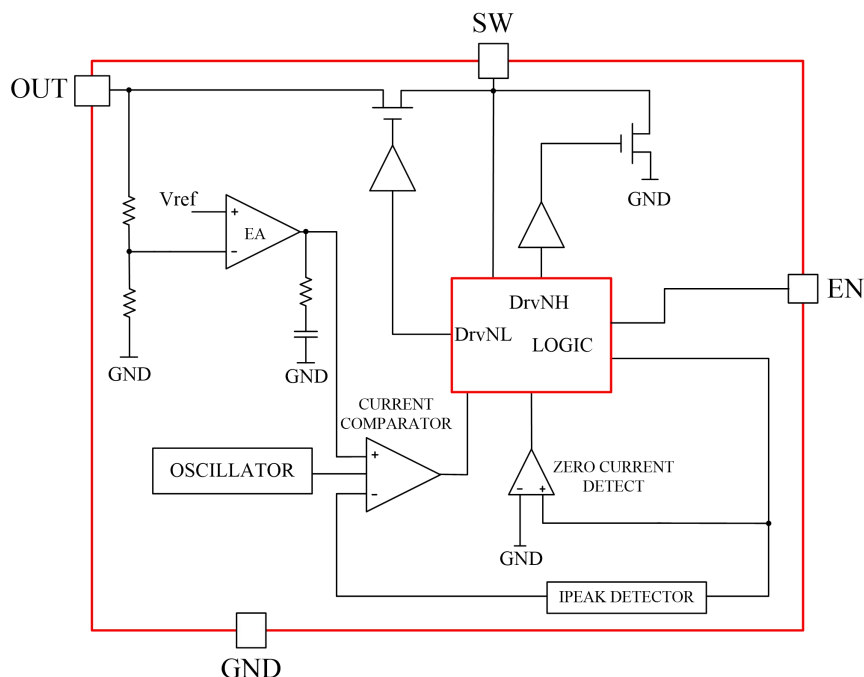 SW
OUT
Vref
+
EA
−
GND
GND
GND
EN
DrvNH
DrvNL
LOGIC
CURRENT
COMPARATOR
+
−
OSCILLATOR
ZERO CURRENT
DETECT
− +
GND
IPEAK DETECTOR
GND